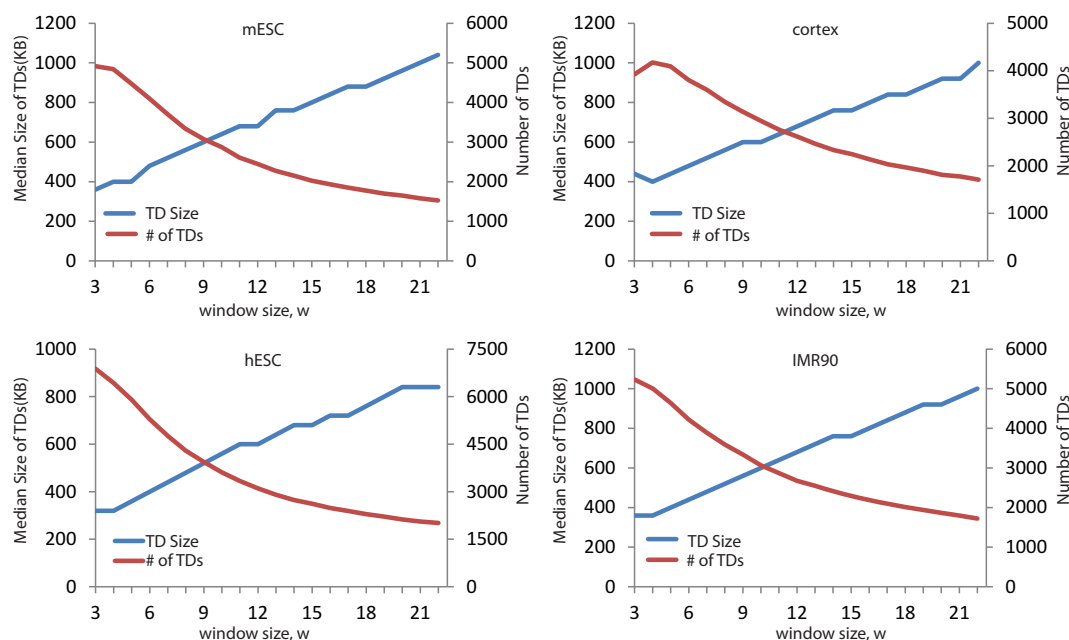 mESC
1200
1000
800
600
400
200
0
Median Size of TDs(KB)
6000
5000
4000
3000
2000
1000
0
Number of TDs
TD Size
# of TDs
3 6 9 12 15 18 21
window size, w
cortex
1200
1000
800
600
400
200
0
Median Size of TDs(KB)
5000
4000
3000
2000
1000
0
Number of TDs
TD Size
# of TDs
3 6 9 12 15 18 21
window size, w
hESC
1000
800
600
400
200
0
Median Size of TDs(KB)
7500
6000
4500
3000
1500
0
Number of TDs
TD Size
# of TDs
3 6 9 12 15 18 21
window size, w
IMR90
1200
1000
800
600
400
200
0
Median Size of TDs(KB)
6000
5000
4000
3000
2000
1000
0
Number of TDs
TD Size
# of TDs
3 6 9 12 15 18 21
window size, w